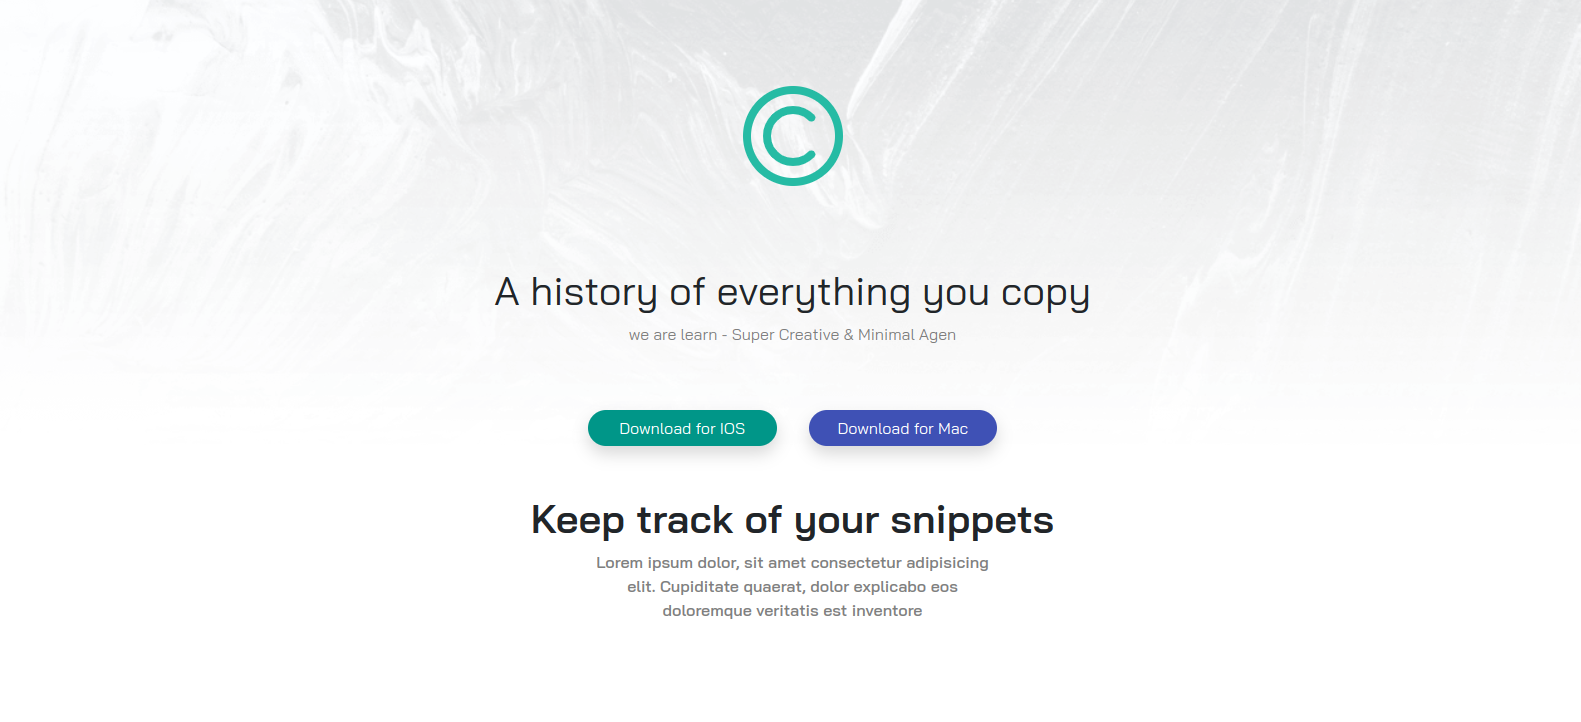 A history of everything you copy
we are learn - Super Creative & Minimal Agen
Download for IOS
Download for Mac
Keep track of your snippets
Lorem ipsum dolor, sit amet consectetur adipisicing
elit. Cupiditate quaerat, dolor explicabo eos
doloremque veritatis est inventore